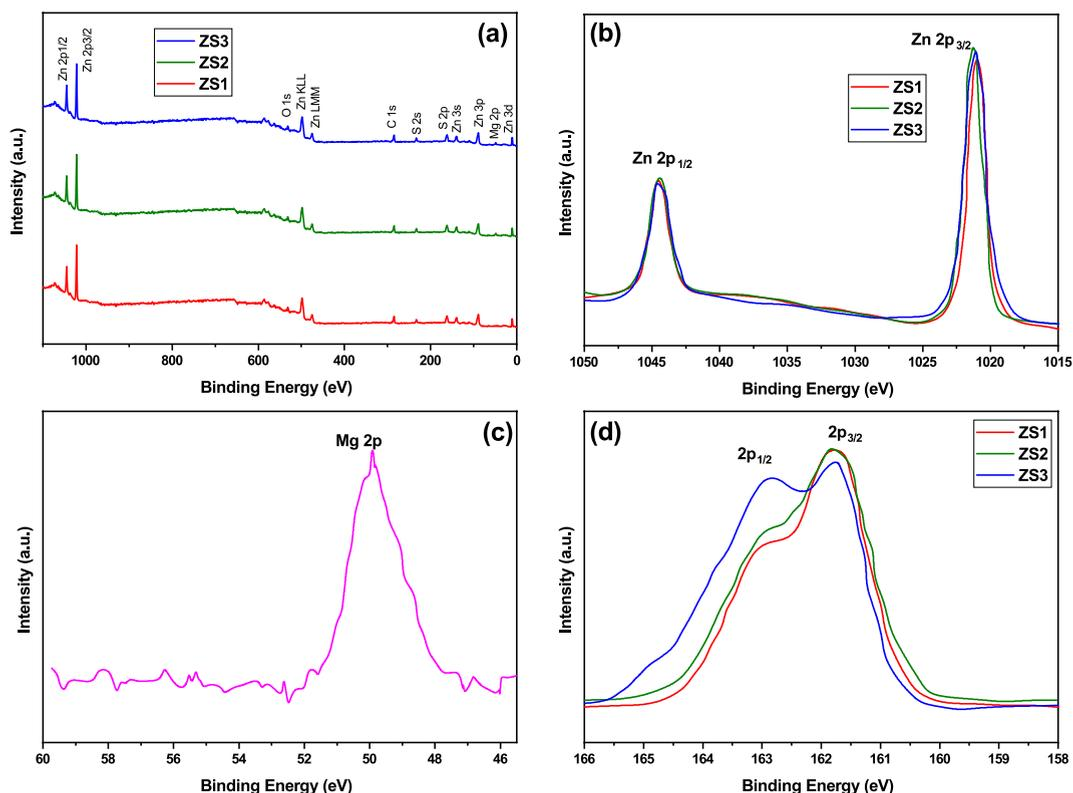 (a)
ZS3
ZS2
ZS1
Zn 2p1/2
Zn 2p3/2
O 1s
Zn KLL
Zn LMM
C 1s
S 2s
S 2p
Zn 3s
Zn 3p
Mg 2p
Zn 3d
Intensity (a.u.)
1000 800 600 400 200 0
Binding Energy (eV)
(b)
Zn 2p3/2
Zn 2p1/2
ZS1
ZS2
ZS3
Intensity (a.u.)
1050 1045 1040 1035 1030 1025 1020 1015
Binding Energy (eV)
(c)
Mg 2p
Intensity (a.u.)
60 58 56 54 52 50 48 46
Binding Energy (eV)
(d)
2p1/2
2p3/2
ZS1
ZS2
ZS3
Intensity (a.u.)
166 165 164 163 162 161 160 159 158
Binding Energy (eV)